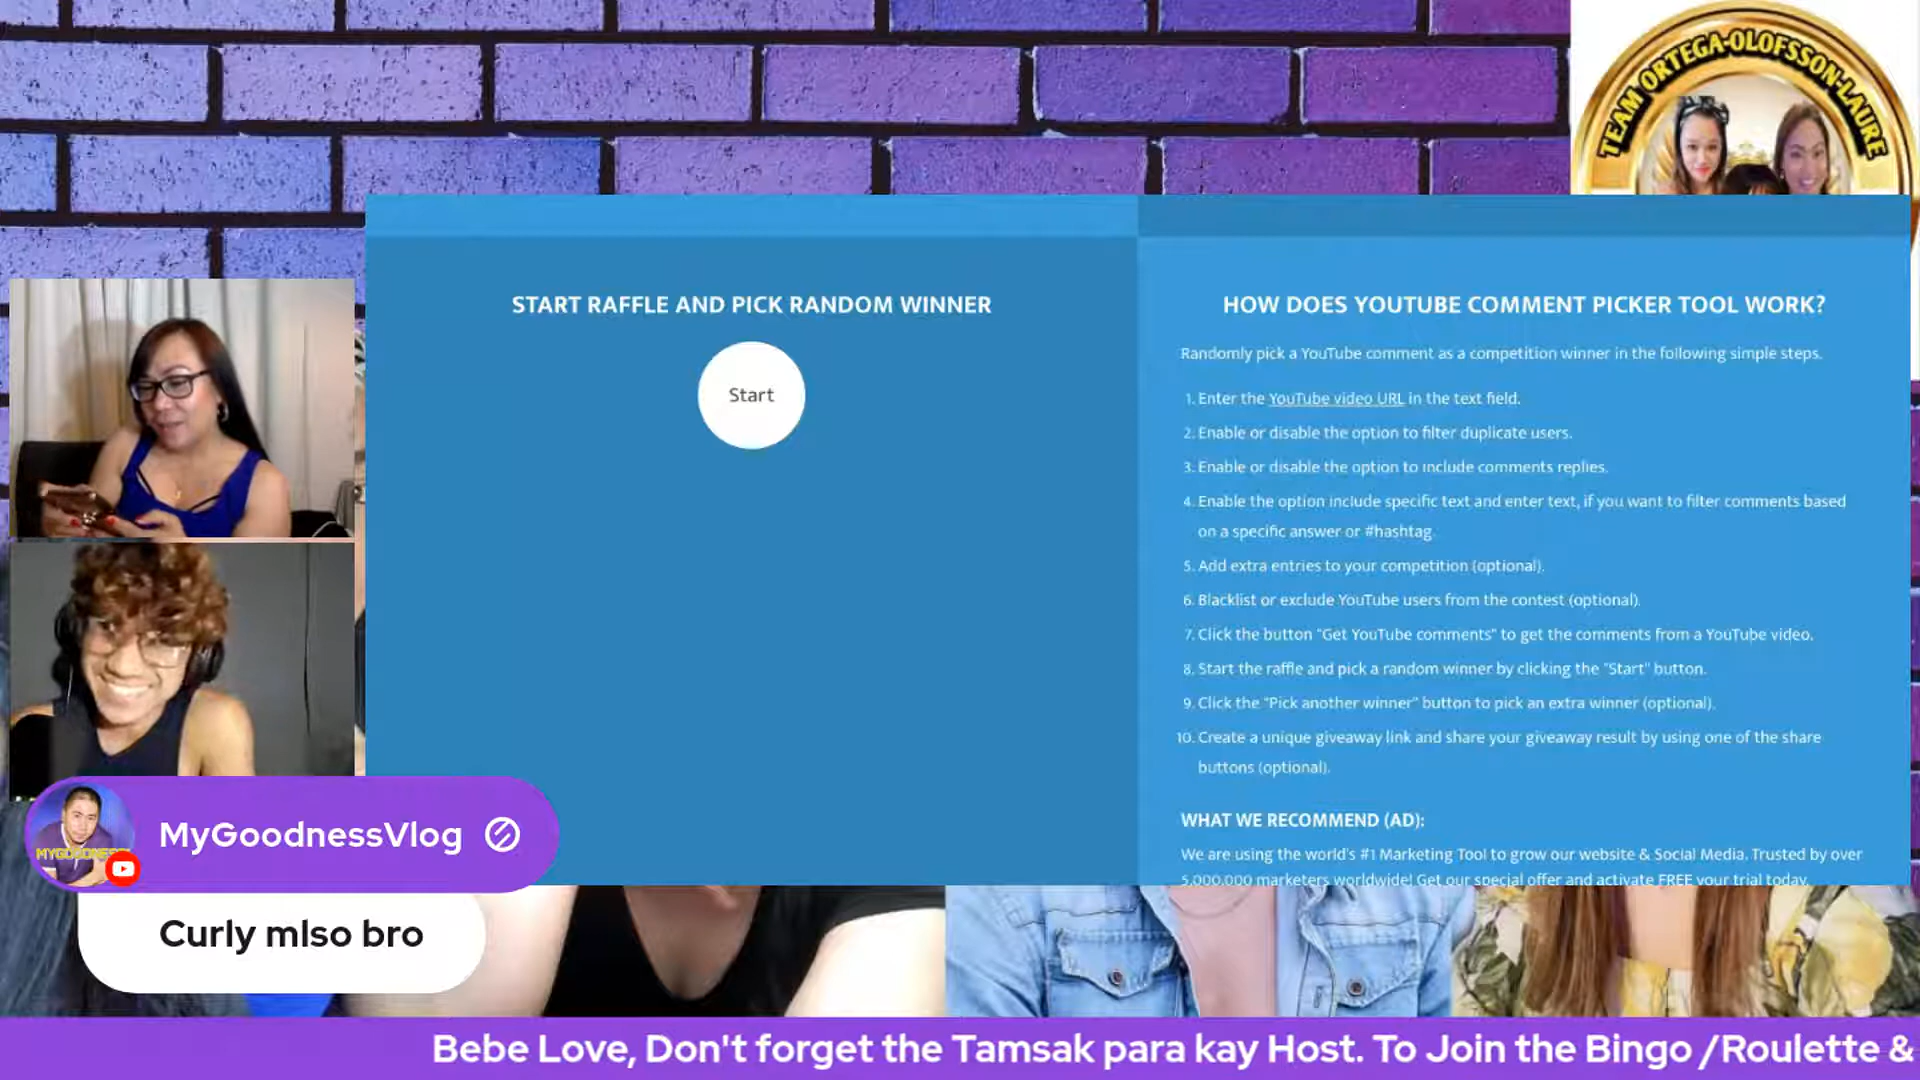 TEAM ORTEGA-OLOFSSON-LAURE
START RAFFLE AND PICK RANDOM WINNER
Start
HOW DOES YOUTUBE COMMENT PICKER TOOL WORK?
Randomly pick a YouTube comment as a competition winner in the following simple steps.
1. Enter the YouTube video URL in the text field.
2. Enable or disable the option to filter duplicate users.
3. Enable or disable the option to include comments replies.
4. Enable the option include specific text and enter text, if you want to filter comments based
on a specific answer or #hashtag.
5. Add extra entries to your competition (optional).
6. Blacklist or exclude YouTube users from the contest (optional).
7. Click the button "Get YouTube comments" to get the comments from a YouTube video.
8. Start the raffle and pick a random winner by clicking the "Start" button.
9. Click the "Pick another winner" button to pick an extra winner (optional).
10. Create a unique giveaway link and share your giveaway result by using one of the share
buttons (optional).
WHAT WE RECOMMEND (AD):
We are using the world's #1 Marketing Tool to grow our website & Social Media. Trusted by over
5,000,000 marketers worldwide! Get our special offer and activate FREE your trial today.
MyGoodnessVlog
Curly mlso bro
Bebe Love, Don't forget the Tamsak para kay Host. To Join the Bingo /Roulette &